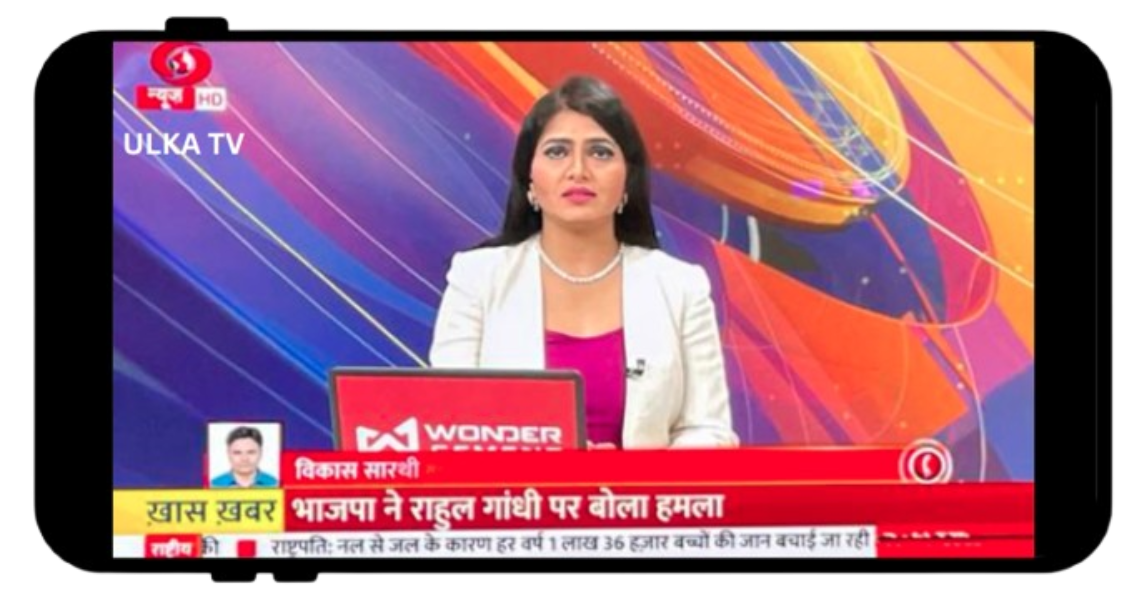 न्यूज़ HD
ULKA TV
WONDER
CEMENT
विकास सारथी
ख़ास ख़बर भाजपा ने राहुल गांधी पर बोला हमला
राष्ट्रीय की राष्ट्रपति: नल से जल के कारण हर वर्ष 1 लाख 36 हज़ार बच्चों की जान बचाई जा रही